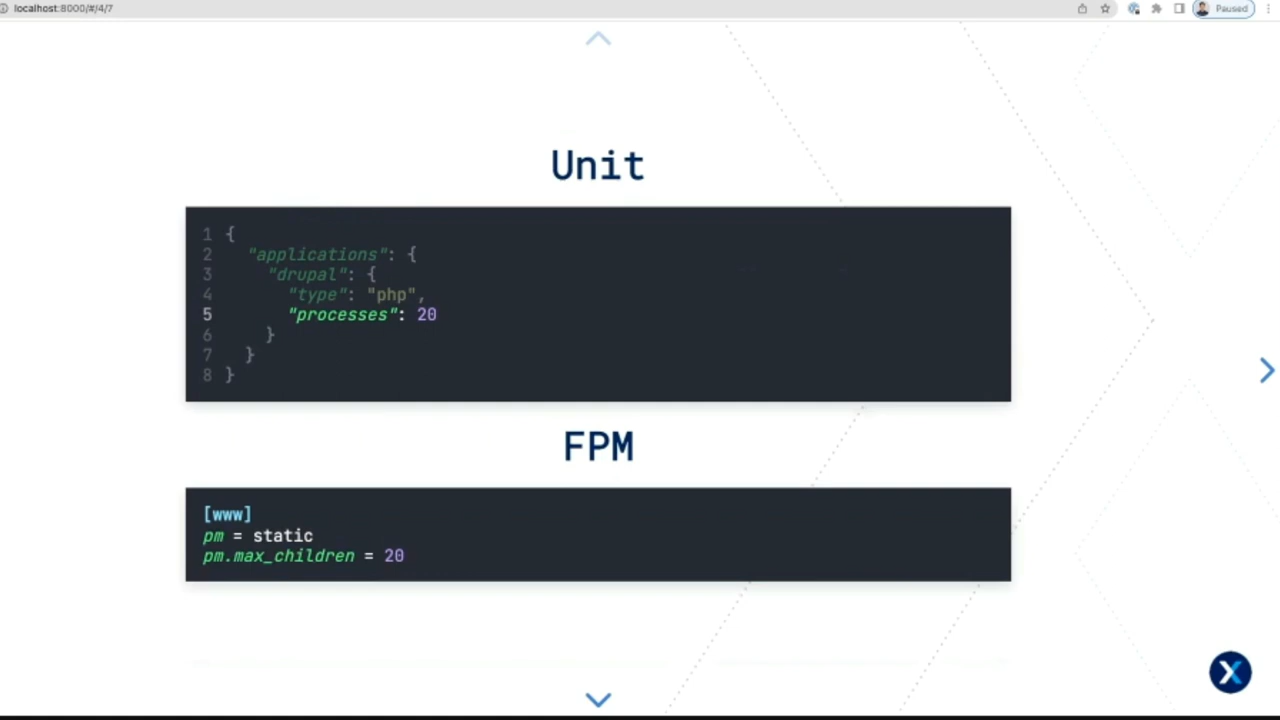 localhost:8000/#/4/7
Paused
Unit
1 {
2 "applications": {
3 "drupal": {
4 "type": "php",
5 "processes": 20
6 }
7 }
8 }
FPM
[www]
pm = static
pm.max_children = 20
X